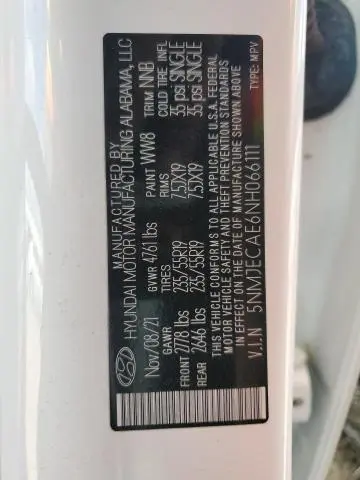 MANUFACTURED BY
HYUNDAI MOTOR MANUFACTURING ALABAMA, LLC
Nov/08/21 GVWR 4761 lbs PAINT WW8 TRIM NNB
GAWR TIRES RIMS COLD TIRE INFL
FRONT 2778 lbs 235/55R19 7.5JX19 35 psi SINGLE
REAR 2646 lbs 235/55R19 7.5JX19 35 psi SINGLE
THIS VEHICLE CONFORMS TO ALL APPLICABLE U.S.A. FEDERAL
MOTOR VEHICLE SAFETY AND THEFT PREVENTION STANDARDS
IN EFFECT ON THE DATE OF MANUFACTURE SHOWN ABOVE
V.I.N 5NMJECAE6NH066111 TYPE: MPV